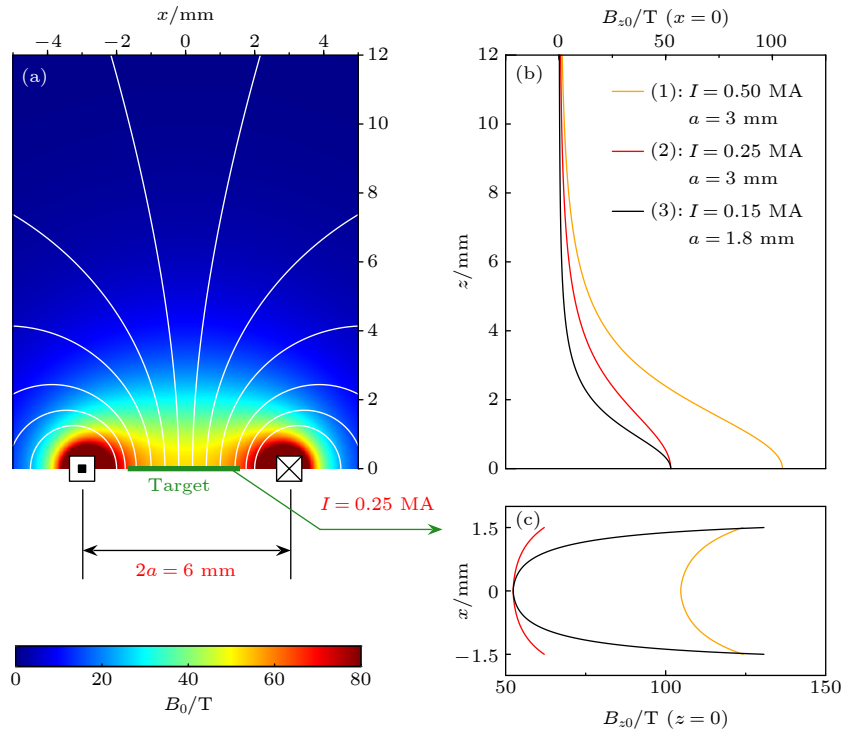 x/mm
−4 −2 0 2 4
(a)
12
10
8
6
4
2
0
Target
I = 0.25 MA
2a = 6 mm
0 20 40 60 80
B0/T
Bz0/T (x = 0)
0 50 100
(b)
12
10
8
6
4
2
0
z/mm
(1): I = 0.50 MA
a = 3 mm
(2): I = 0.25 MA
a = 3 mm
(3): I = 0.15 MA
a = 1.8 mm
(c)
1.5
0
−1.5
x/mm
50 100 150
Bz0/T (z = 0)